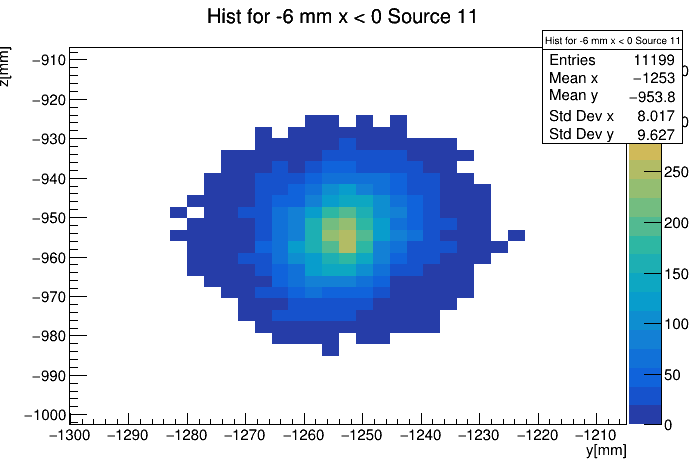 Hist for -6 mm x < 0 Source 11
z[mm]
Hist for -6 mm x < 0 Source 11
Entries 11199
Mean x −1253
Mean y −953.8
Std Dev x 8.017
Std Dev y 9.627
−910
−920
−930
−940
−950
−960
−970
−980
−990
−1000
−1300 −1290 −1280 −1270 −1260 −1250 −1240 −1230 −1220 −1210
y[mm]
250
200
150
100
50
0